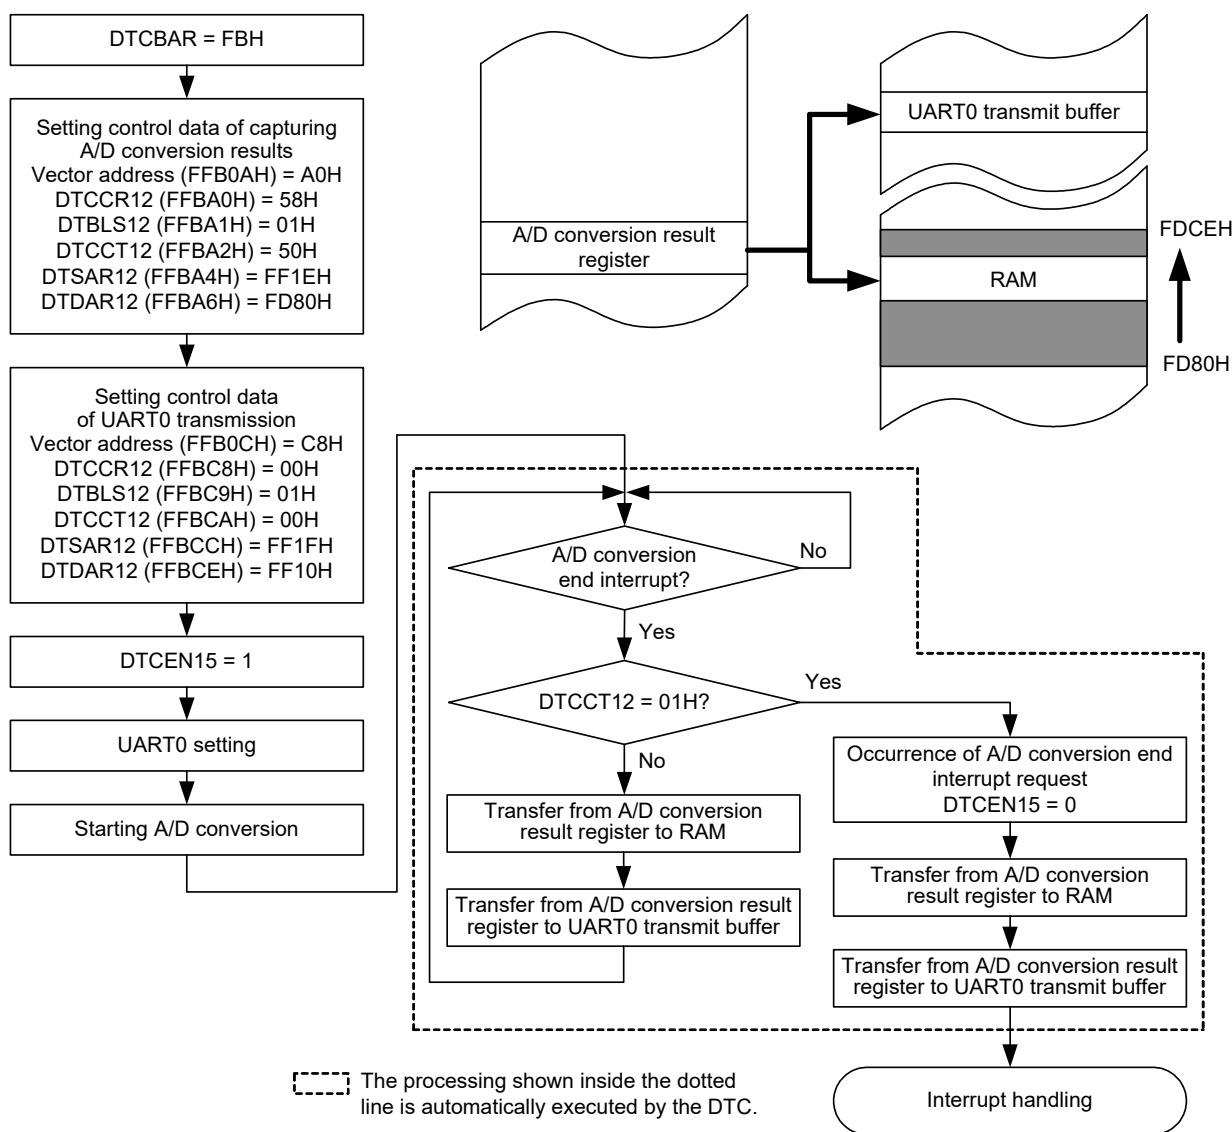 DTCBAR = FBH
Setting control data of capturing
A/D conversion results
Vector address (FFB0AH) = A0H
DTCCR12 (FFBA0H) = 58H
DTBLS12 (FFBA1H) = 01H
DTCCT12 (FFBA2H) = 50H
DTSAR12 (FFBA4H) = FF1EH
DTDAR12 (FFBA6H) = FD80H
Setting control data
of UART0 transmission
Vector address (FFB0CH) = C8H
DTCCR12 (FFBC8H) = 00H
DTBLS12 (FFBC9H) = 01H
DTCCT12 (FFBCAH) = 00H
DTSAR12 (FFBCCH) = FF1FH
DTDAR12 (FFBCEH) = FF10H
DTCEN15 = 1
UART0 setting
Starting A/D conversion
A/D conversion result
register
UART0 transmit buffer
RAM
FDCEH
FD80H
A/D conversion
end interrupt?
No
Yes
DTCCT12 = 01H?
Yes
No
Transfer from A/D conversion
result register to RAM
Transfer from A/D conversion result
register to UART0 transmit buffer
Occurrence of A/D conversion end
interrupt request
DTCEN15 = 0
Transfer from A/D conversion
result register to RAM
Transfer from A/D conversion result
register to UART0 transmit buffer
Interrupt handling
The processing shown inside the dotted
line is automatically executed by the DTC.